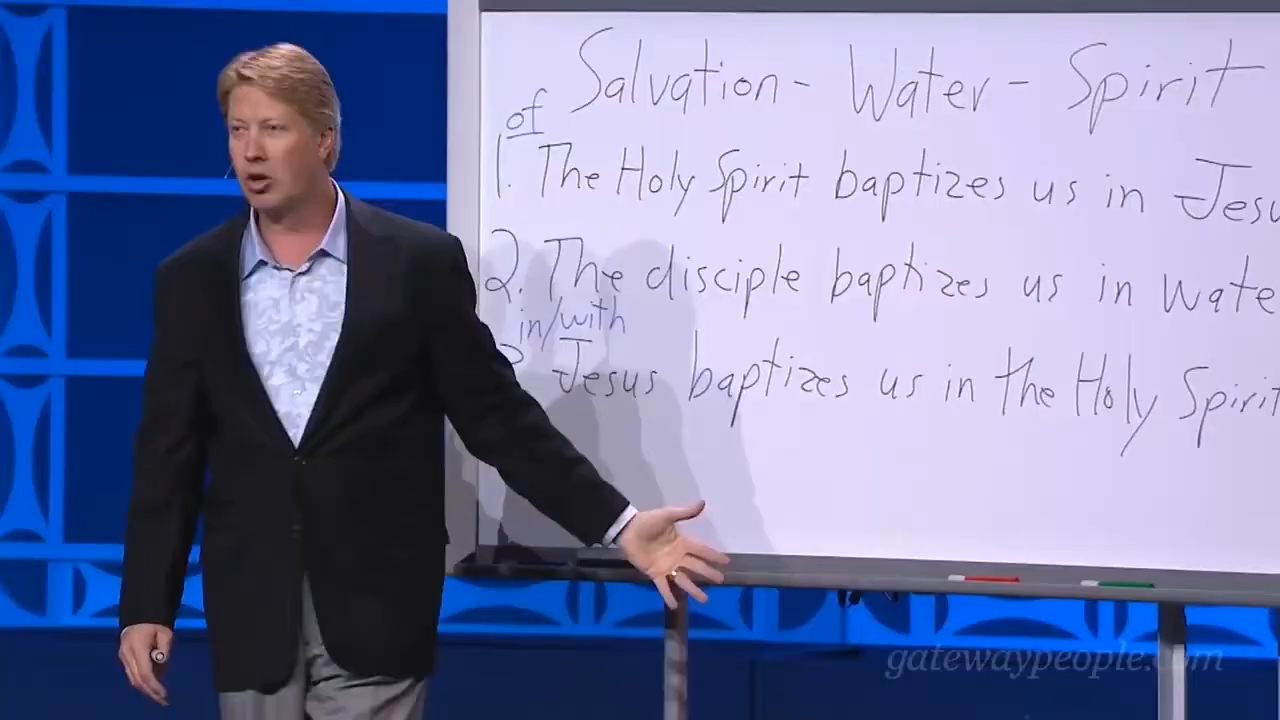 Salvation - Water - Spirit
of
1. The Holy Spirit baptizes us in Jesu
2. The disciple baptizes us in wate
in/with
Jesus baptizes us in the Holy Spirit
gatewaypeople.com